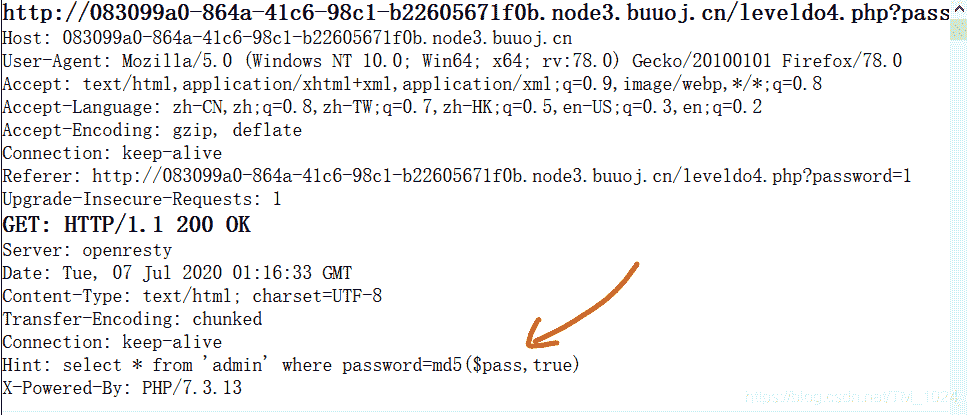 http://083099a0-864a-41c6-98c1-b22605671f0b.node3.buuoj.cn/leveldo4.php?pass
Host: 083099a0-864a-41c6-98c1-b22605671f0b.node3.buuoj.cn
User-Agent: Mozilla/5.0 (Windows NT 10.0; Win64; x64; rv:78.0) Gecko/20100101 Firefox/78.0
Accept: text/html,application/xhtml+xml,application/xml;q=0.9,image/webp,*/*;q=0.8
Accept-Language: zh-CN,zh;q=0.8,zh-TW;q=0.7,zh-HK;q=0.5,en-US;q=0.3,en;q=0.2
Accept-Encoding: gzip, deflate
Connection: keep-alive
Referer: http://083099a0-864a-41c6-98c1-b22605671f0b.node3.buuoj.cn/leveldo4.php?password=1
Upgrade-Insecure-Requests: 1
GET: HTTP/1.1 200 OK
Server: openresty
Date: Tue, 07 Jul 2020 01:16:33 GMT
Content-Type: text/html; charset=UTF-8
Transfer-Encoding: chunked
Connection: keep-alive
Hint: select * from 'admin' where password=md5($pass,true)
X-Powered-By: PHP/7.3.13